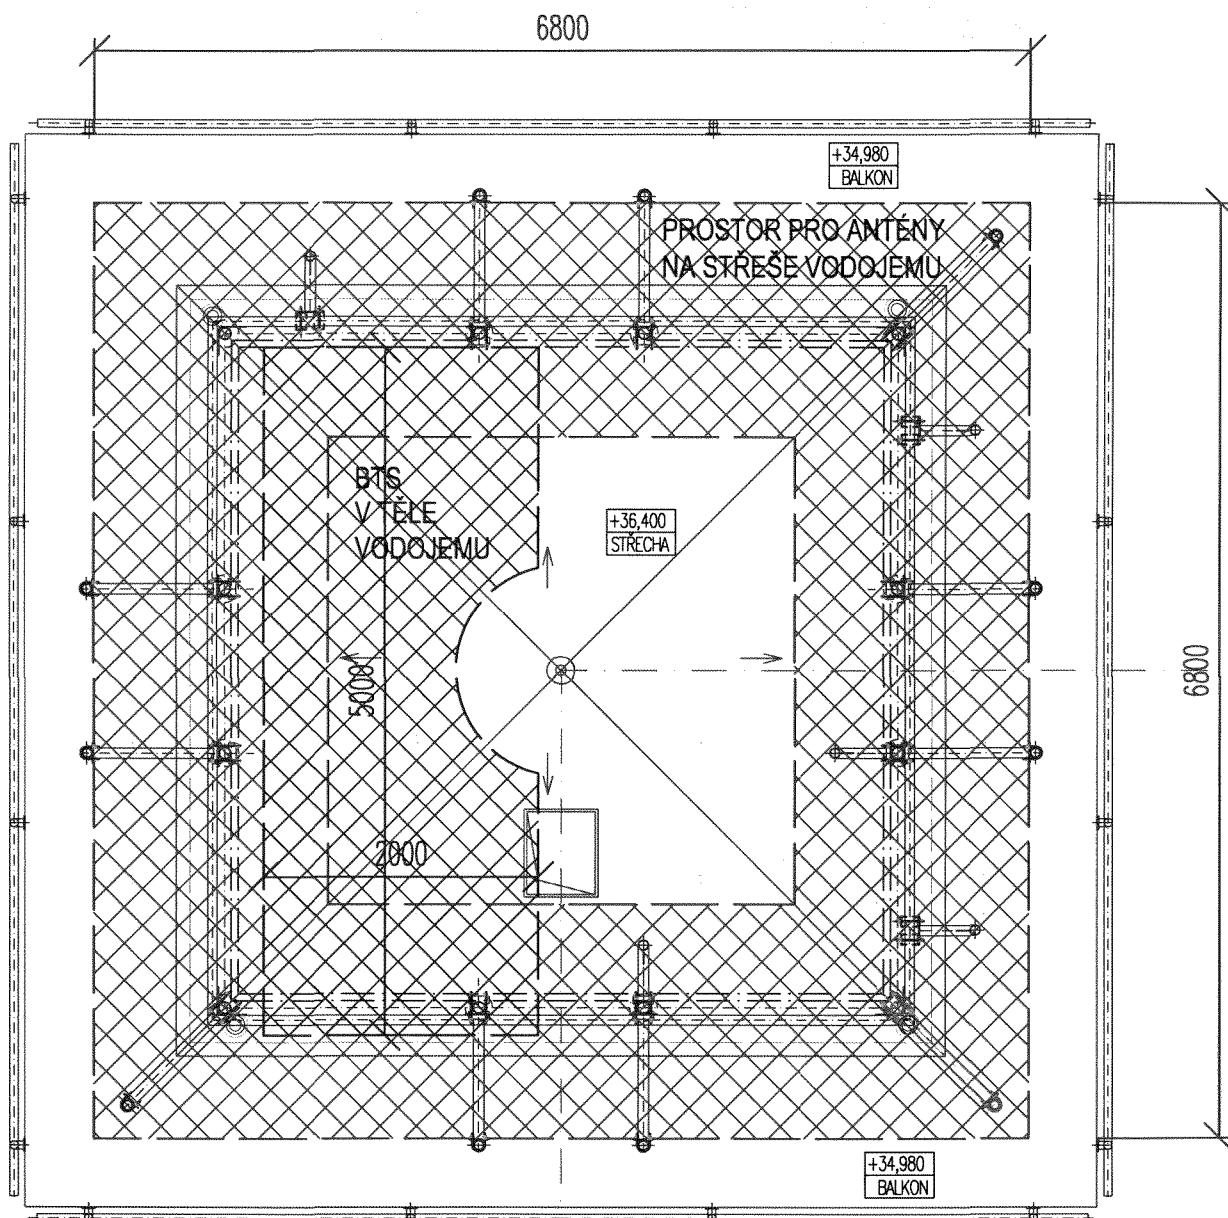 6800
+34,980
BALKON
PROSTOR PRO ANTÉNY
NA STŘEŠE VODOJEMU
BTS
V TĚLE
VODOJEMU
+36,400
STŘECHA
5000
6800
2000
+34,980
BALKON